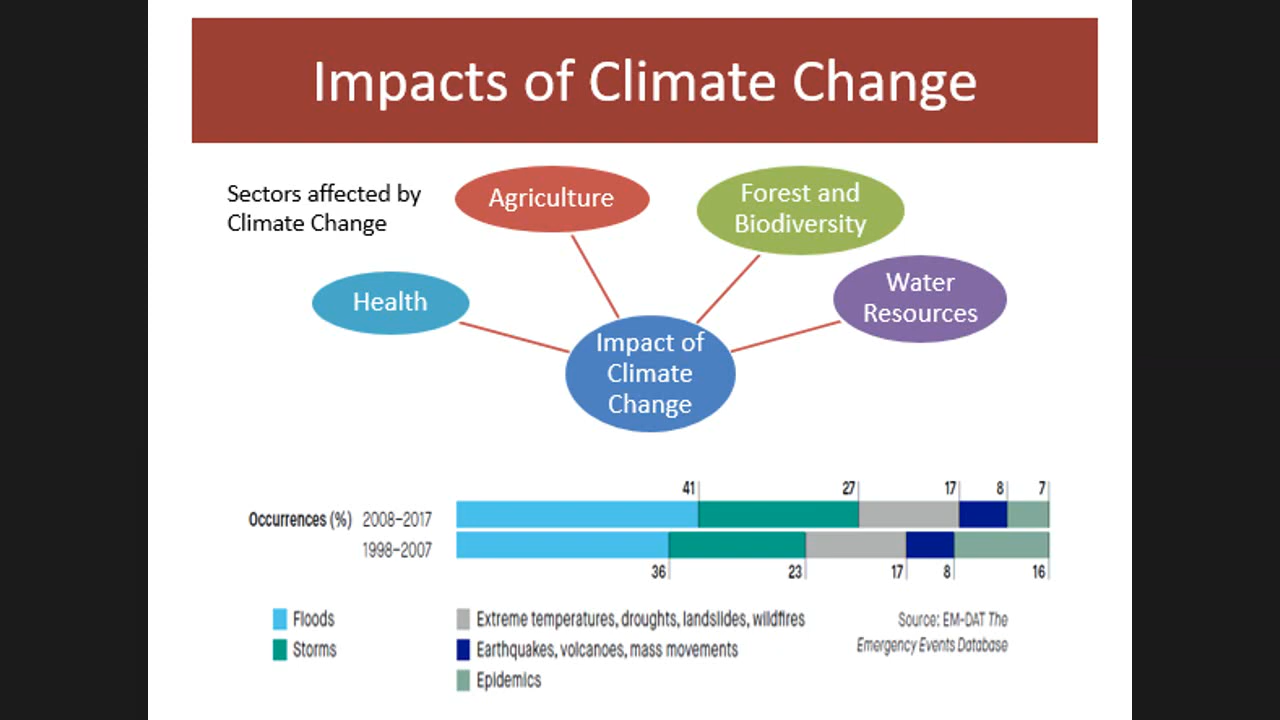 Impacts of Climate Change
Sectors affected by
Climate Change
Agriculture
Forest and
Biodiversity
Health
Water
Resources
Impact of
Climate
Change
41 27 17 8 7
Occurrences (%) 2008–2017
1998–2007
36 23 17 8 16
Floods
Storms
Extreme temperatures, droughts, landslides, wildfires
Earthquakes, volcanoes, mass movements
Epidemics
Source: EM-DAT The
Emergency Events Database